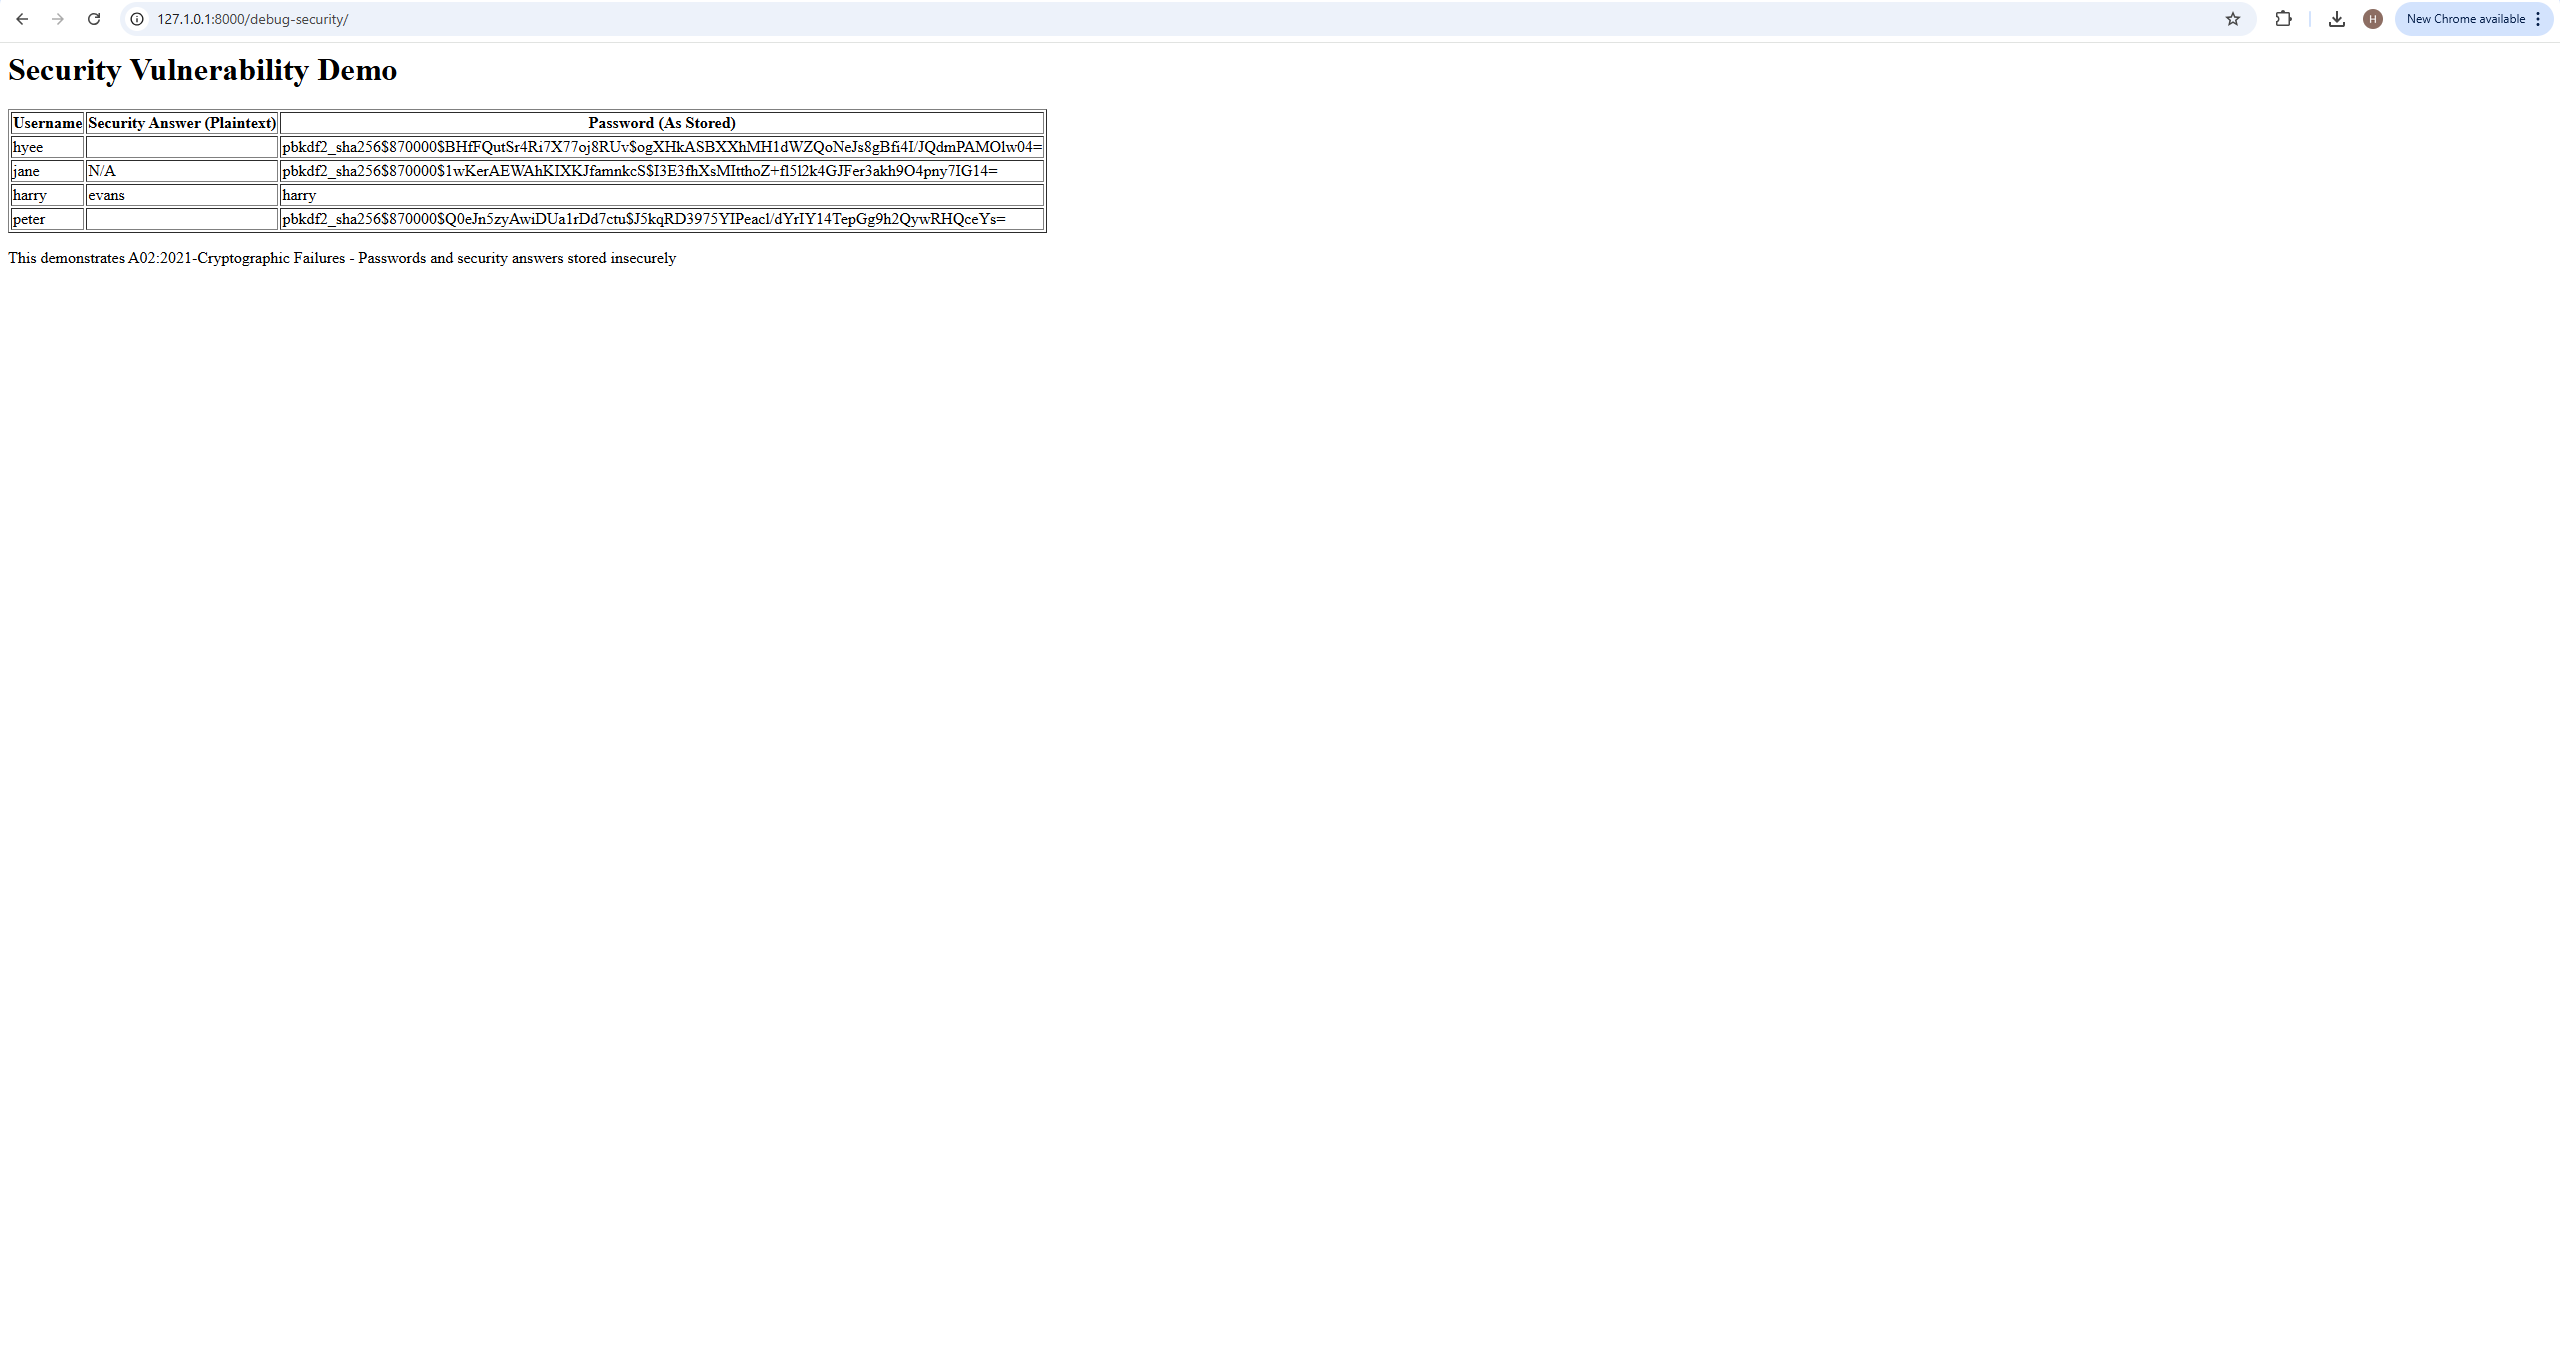 127.1.0.1:8000/debug-security/
H
New Chrome available
Security Vulnerability Demo
Username Security Answer (Plaintext) Password (As Stored)
hyee pbkdf2_sha256$870000$BHfFQutSr4Ri7X77oj8RUv$ogXHkASBXXhMH1dWZQoNeJs8gBfi4I/JQdmPAMOlw04=
jane N/A pbkdf2_sha256$870000$1wKerAEWAhKIXKJfamnkcS$I3E3fhXsMItthoZ+fl5l2k4GJFer3akh9O4pny7IG14=
harry evans harry
peter pbkdf2_sha256$870000$Q0eJn5zyAwiDUa1rDd7ctu$J5kqRD3975YIPeacl/dYrIY14TepGg9h2QywRHQceYs=
This demonstrates A02:2021-Cryptographic Failures - Passwords and security answers stored insecurely